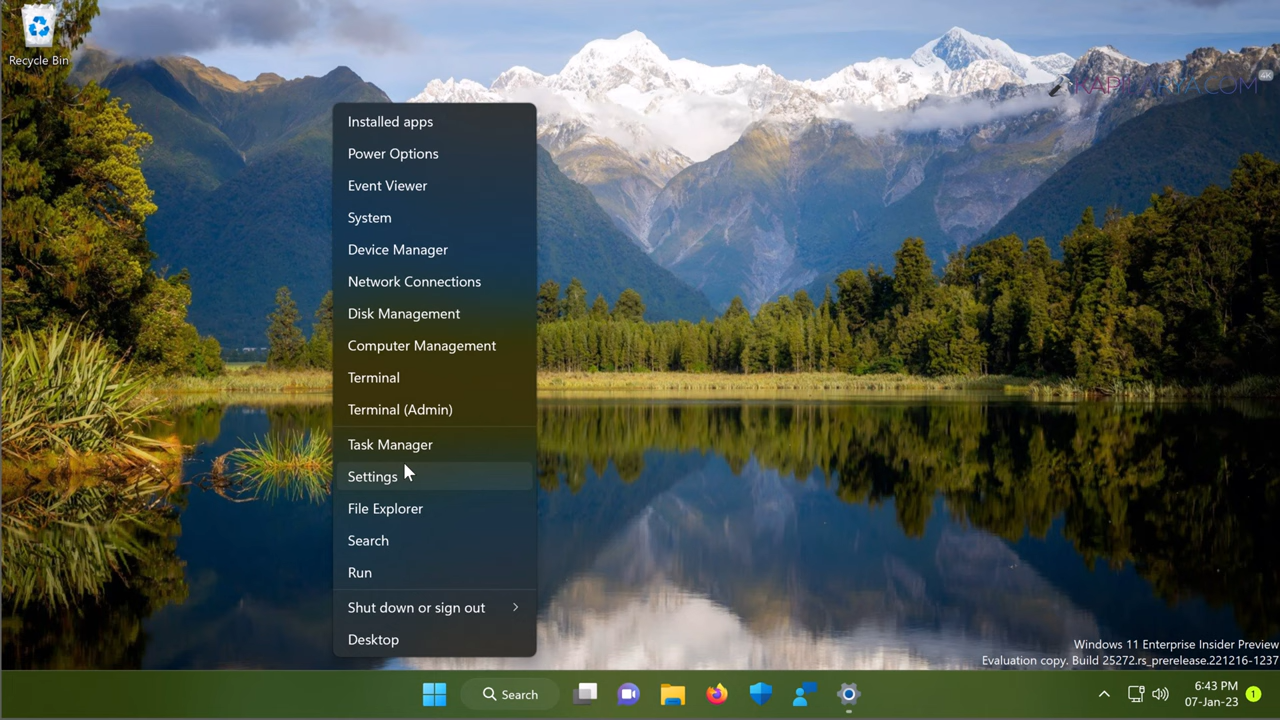 Recycle Bin
4K
Installed apps
Power Options
Event Viewer
System
Device Manager
Network Connections
Disk Management
Computer Management
Terminal
Terminal (Admin)
Task Manager
Settings
File Explorer
Search
Run
Shut down or sign out
Desktop
Windows 11 Enterprise Insider Preview
Evaluation copy. Build 25272.rs_prerelease.221216-1237
Search
6:43 PM
07-Jan-23
1